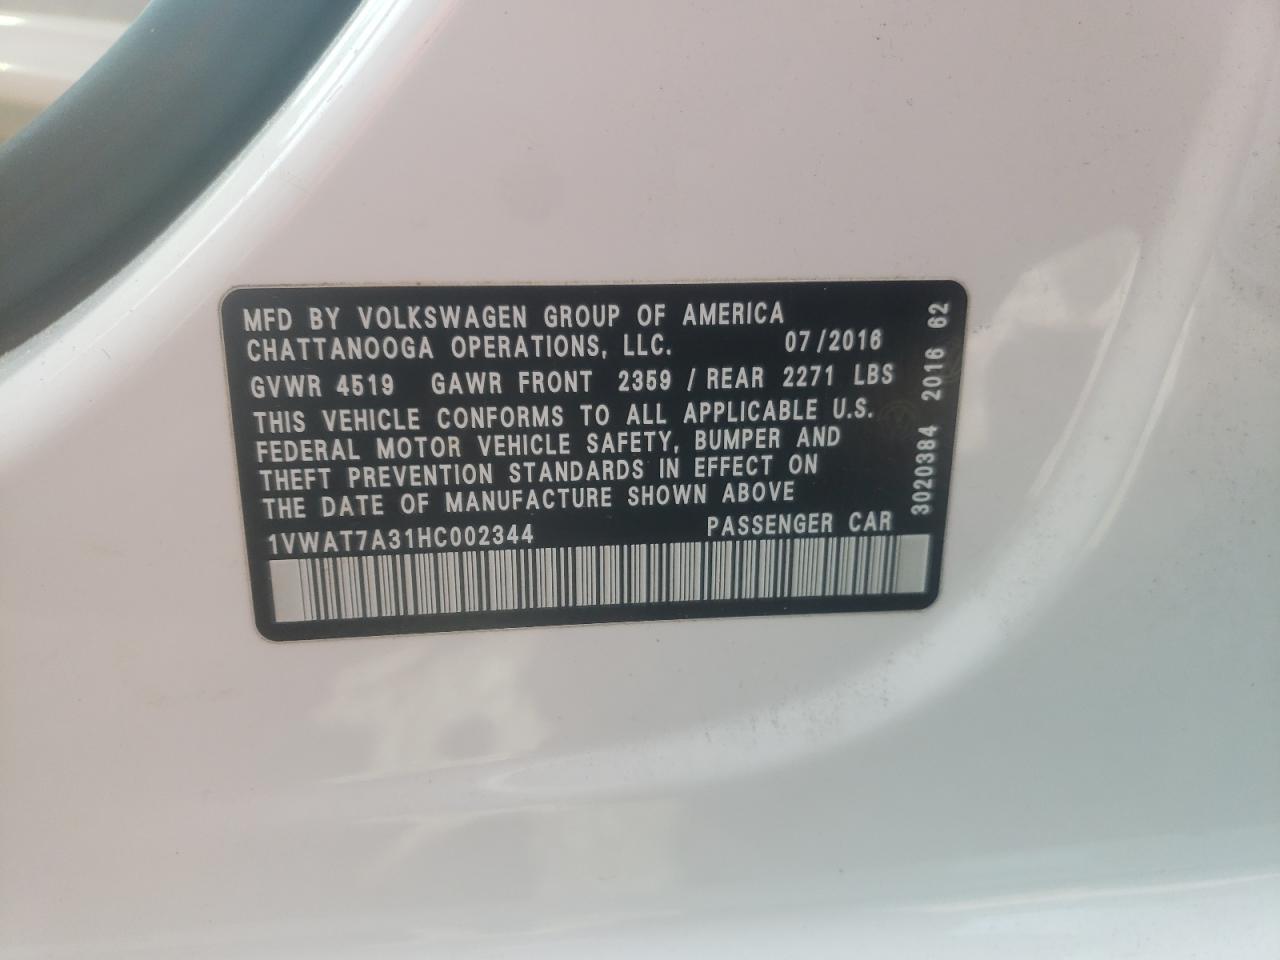 MFD BY VOLKSWAGEN GROUP OF AMERICA
CHATTANOOGA OPERATIONS, LLC. 07/2016
GVWR 4519 GAWR FRONT 2359 / REAR 2271 LBS
THIS VEHICLE CONFORMS TO ALL APPLICABLE U.S.
FEDERAL MOTOR VEHICLE SAFETY, BUMPER AND
THEFT PREVENTION STANDARDS IN EFFECT ON
THE DATE OF MANUFACTURE SHOWN ABOVE
1VWAT7A31HC002344 PASSENGER CAR
3020384 2016 62